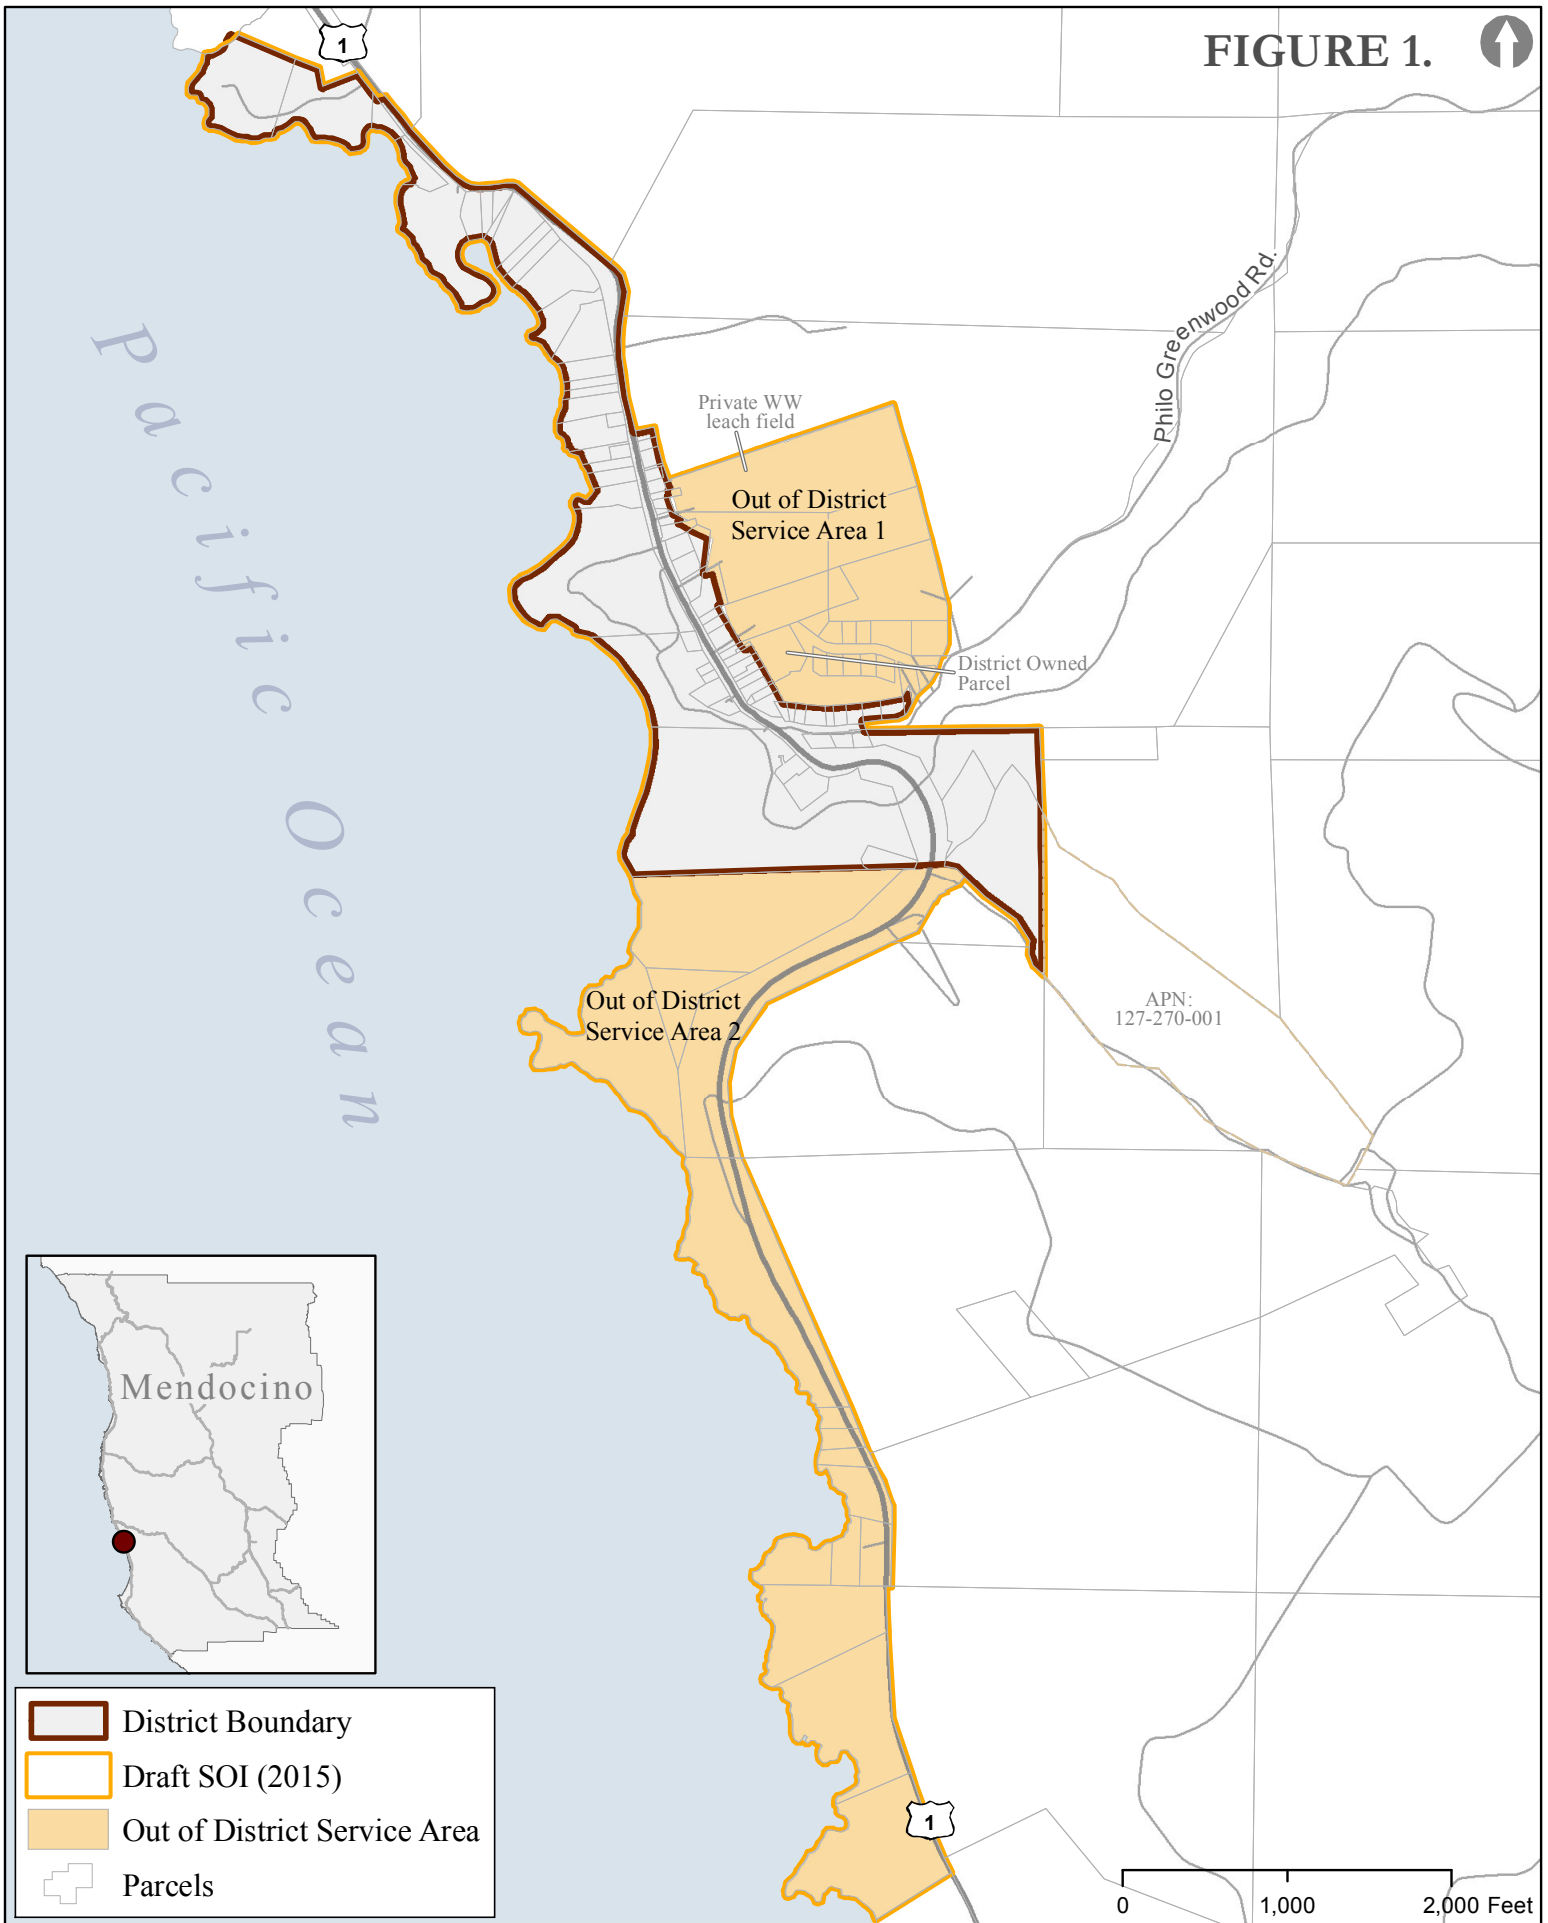 FIGURE 1.
1
Philo Greenwood Rd.
Pacific Ocean
Private WW
leach field
Out of District
Service Area 1
District Owned
Parcel
Out of District
Service Area 2
APN:
127-270-001
Mendocino
District Boundary
Draft SOI (2015)
Out of District Service Area
Parcels
1
0 1,000 2,000 Feet